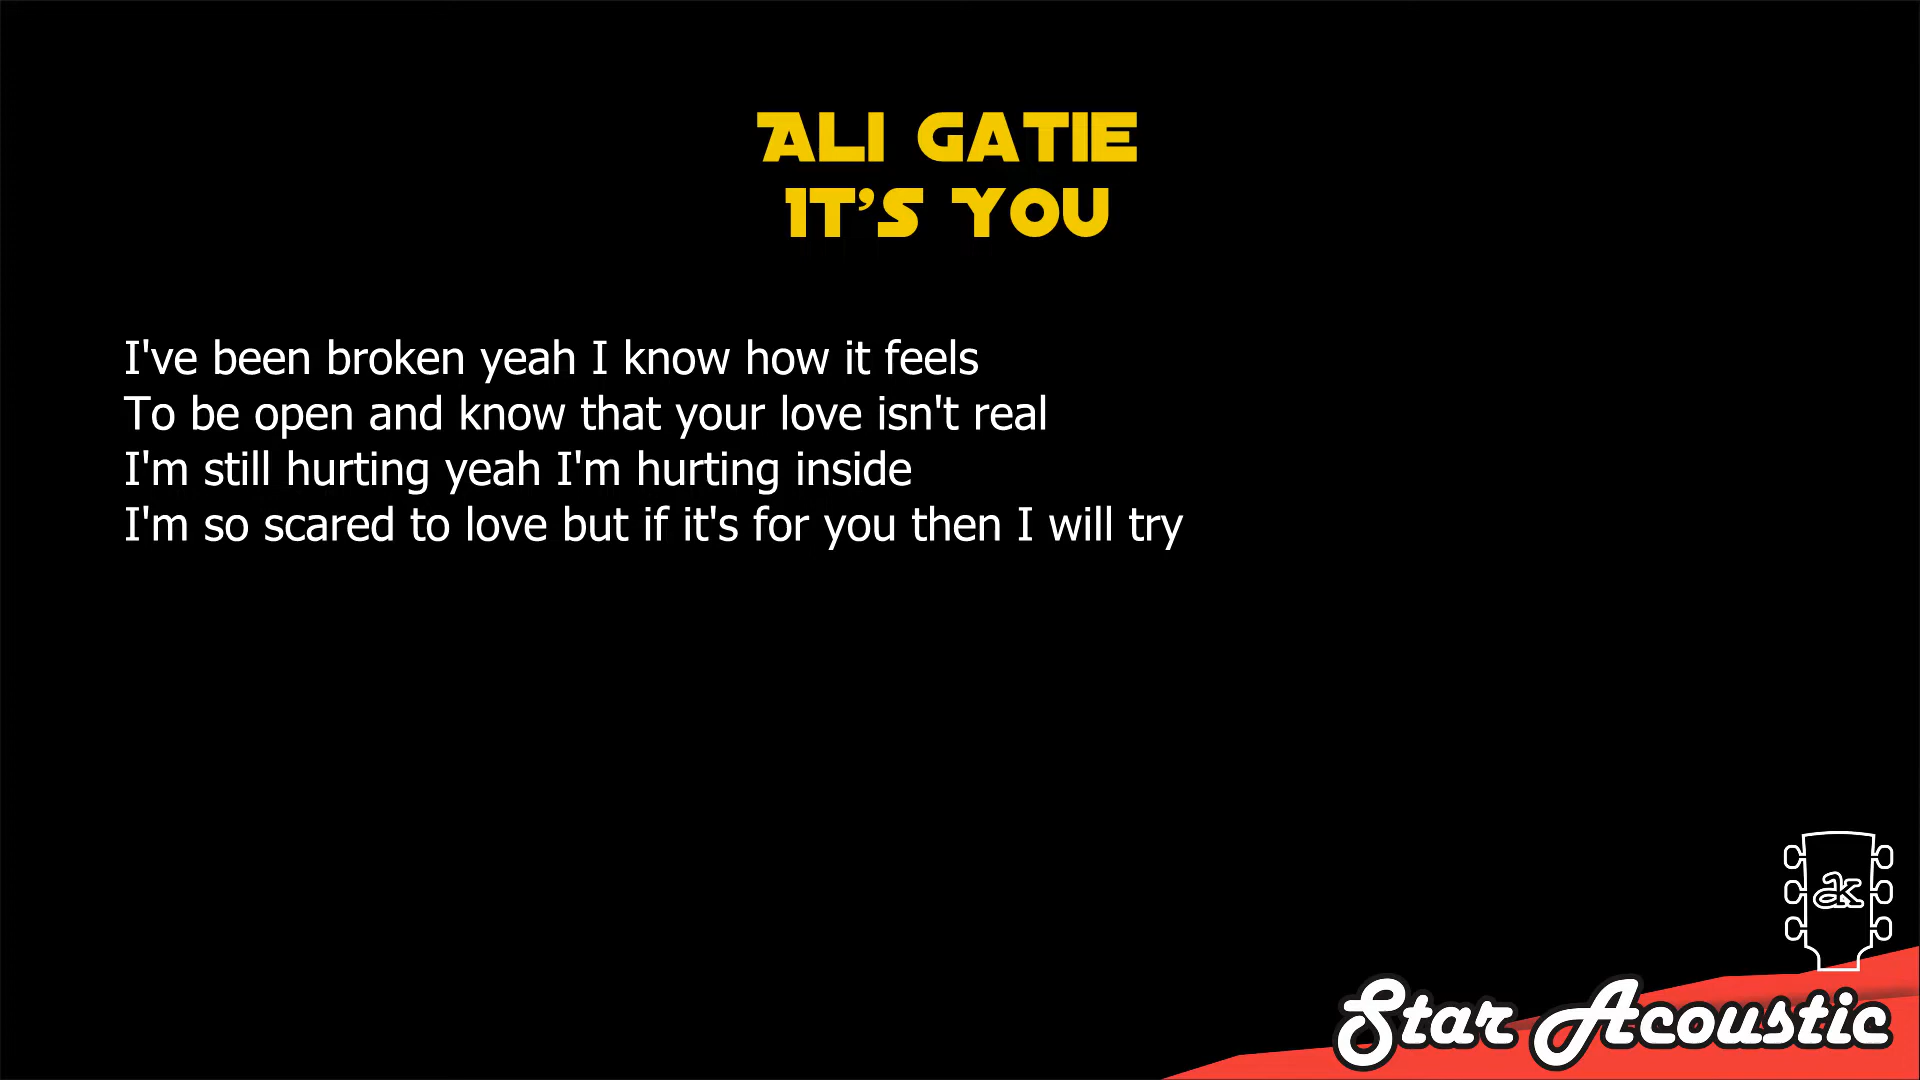 ALI GATIE
IT'S YOU
I've been broken yeah I know how it feels
To be open and know that your love isn't real
I'm still hurting yeah I'm hurting inside
I'm so scared to love but if it's for you then I will try
ak
Star Acoustic